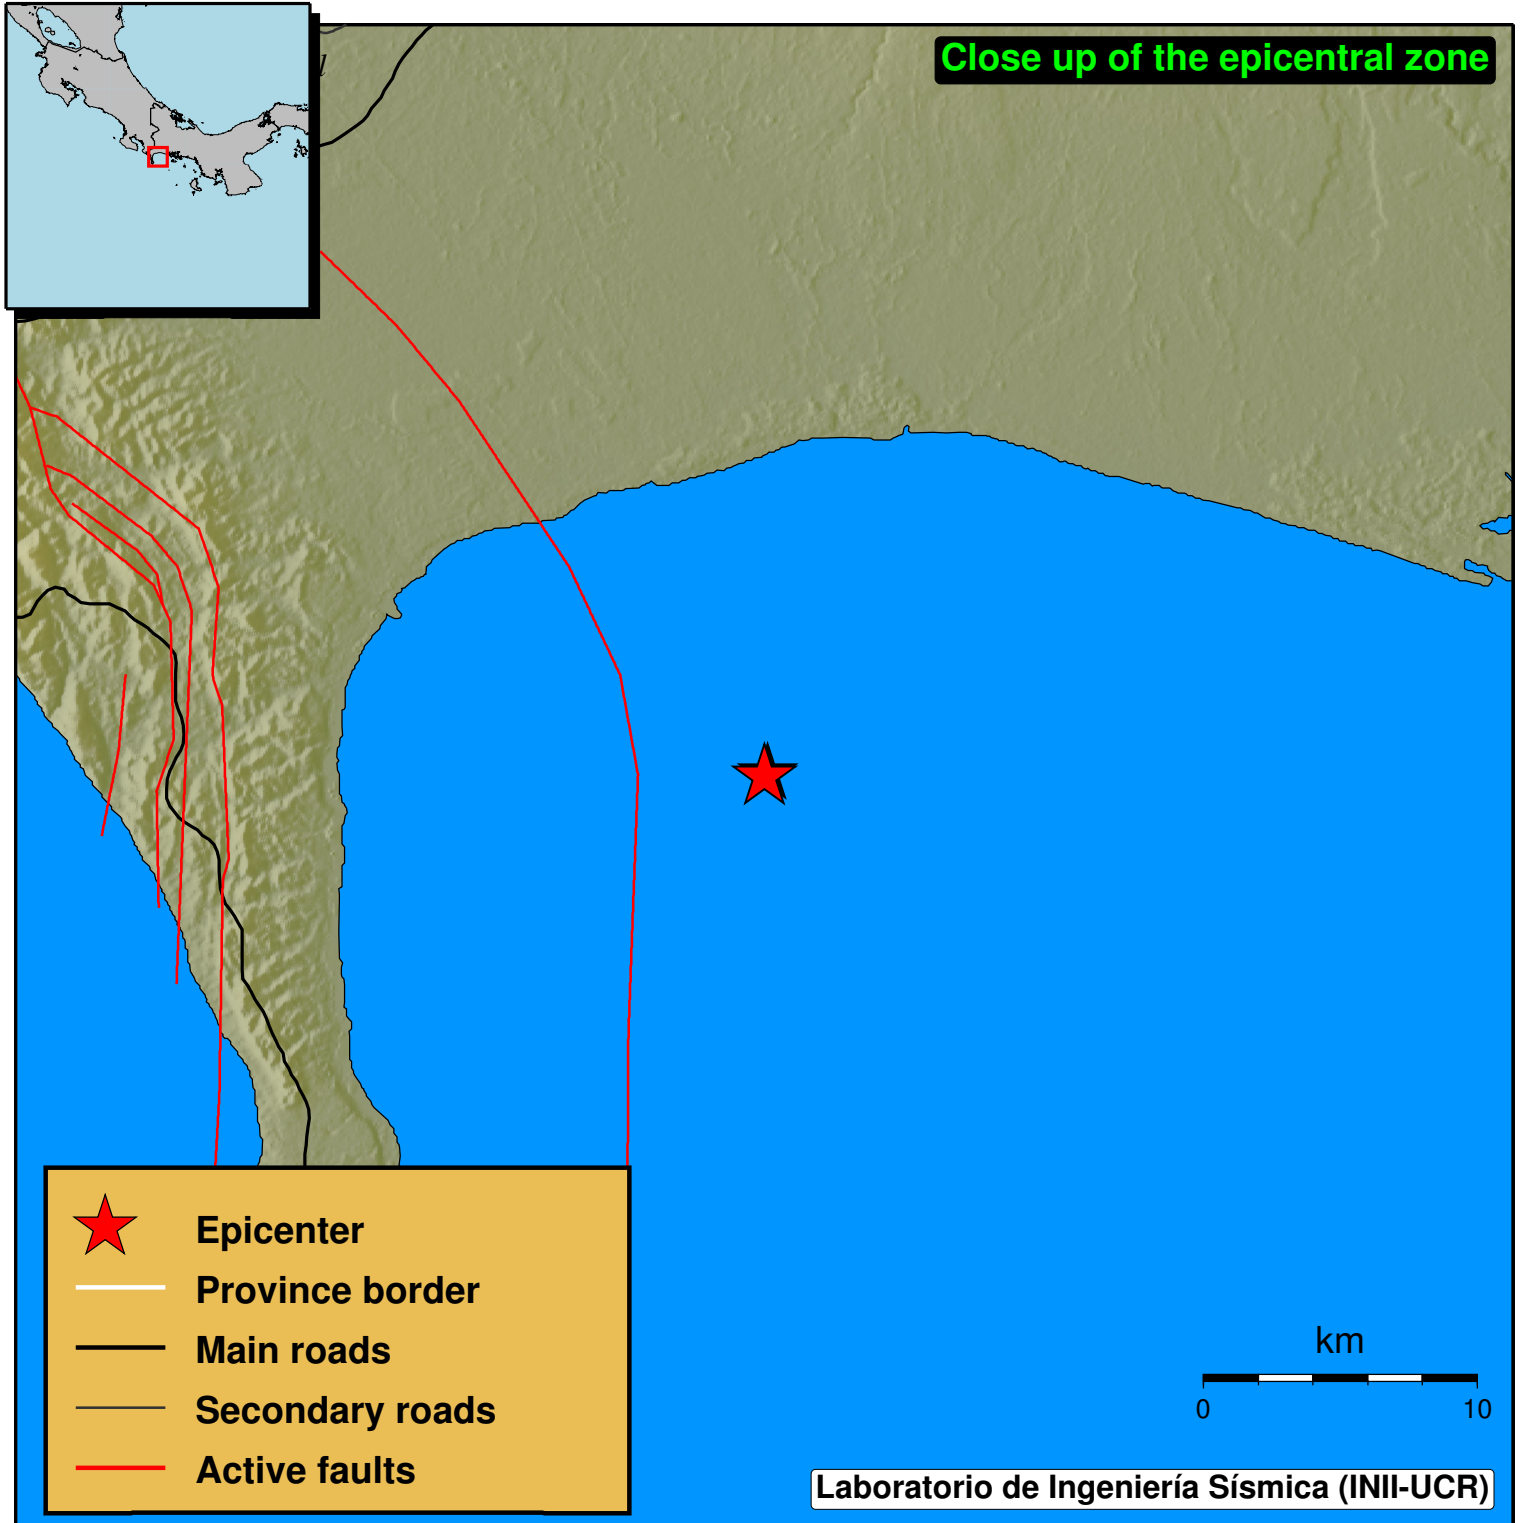 Close up of the epicentral zone
l
Epicenter
Province border
Main roads
Secondary roads
Active faults
km
0 10
Laboratorio de Ingeniería Sísmica (INII-UCR)